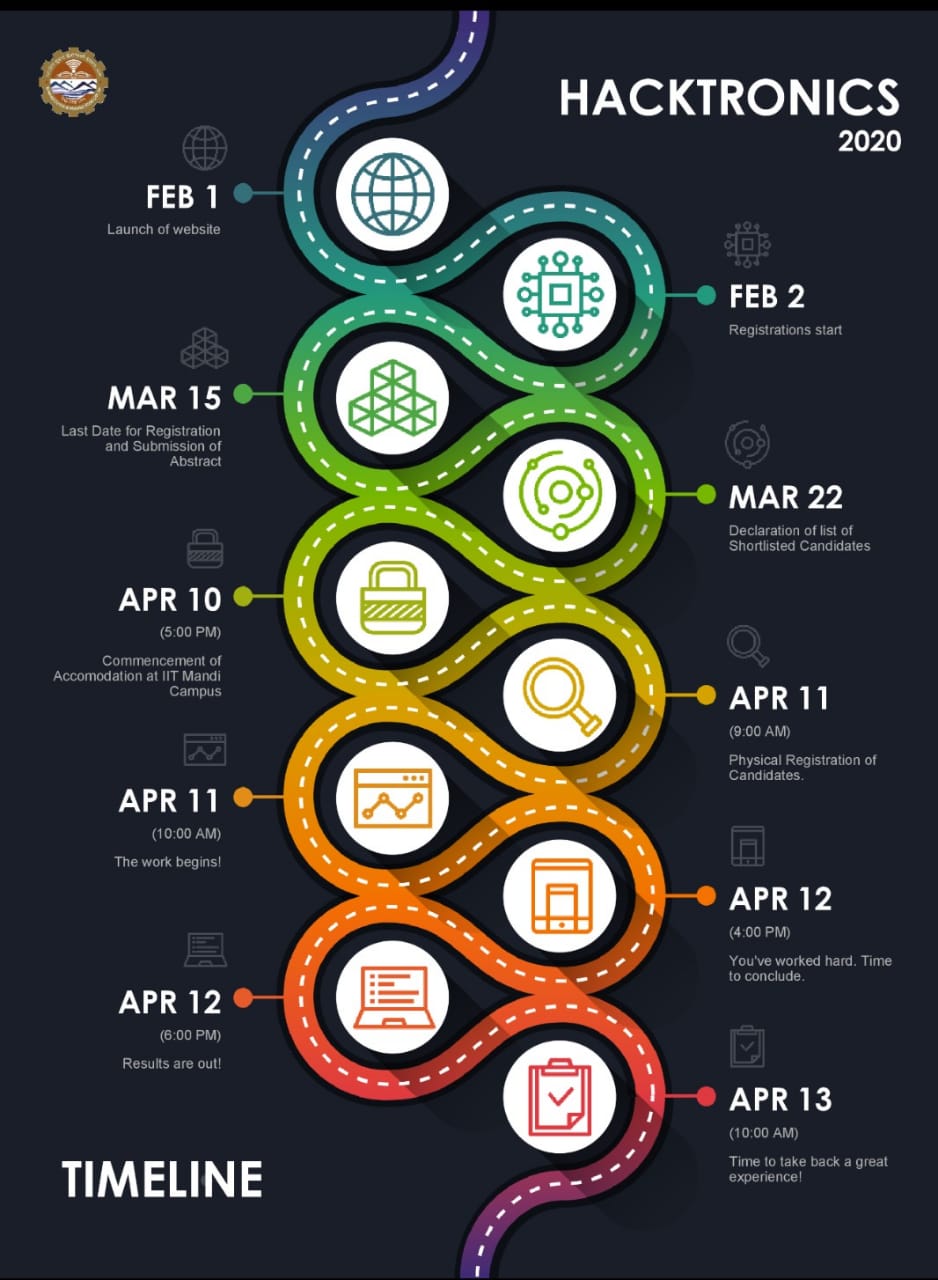 HACKTRONICS
2020
FEB 1
Launch of website
FEB 2
Registrations start
MAR 15
Last Date for Registration
and Submission of
Abstract
MAR 22
Declaration of list of
Shortlisted Candidates
APR 10
(5:00 PM)
Commencement of
Accomodation at IIT Mandi
Campus
APR 11
(9:00 AM)
Physical Registration of
Candidates.
APR 11
(10:00 AM)
The work begins!
APR 12
(4:00 PM)
You've worked hard. Time
to conclude.
APR 12
(6:00 PM)
Results are out!
APR 13
(10:00 AM)
Time to take back a great
experience!
TIMELINE